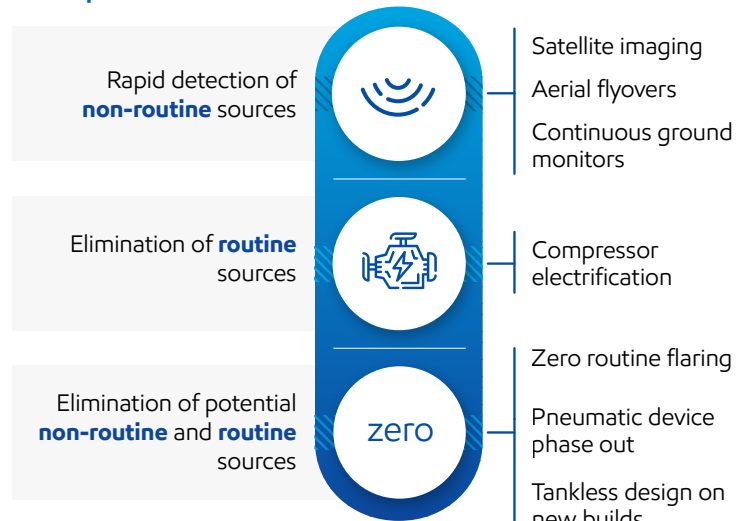 Rapid detection of
non-routine sources
Satellite imaging
Aerial flyovers
Continuous ground
monitors
Elimination of routine
sources
Compressor
electrification
Elimination of potential
non-routine and routine
sources
zero
Zero routine flaring
Pneumatic device
phase out
Tankless design on
new builds